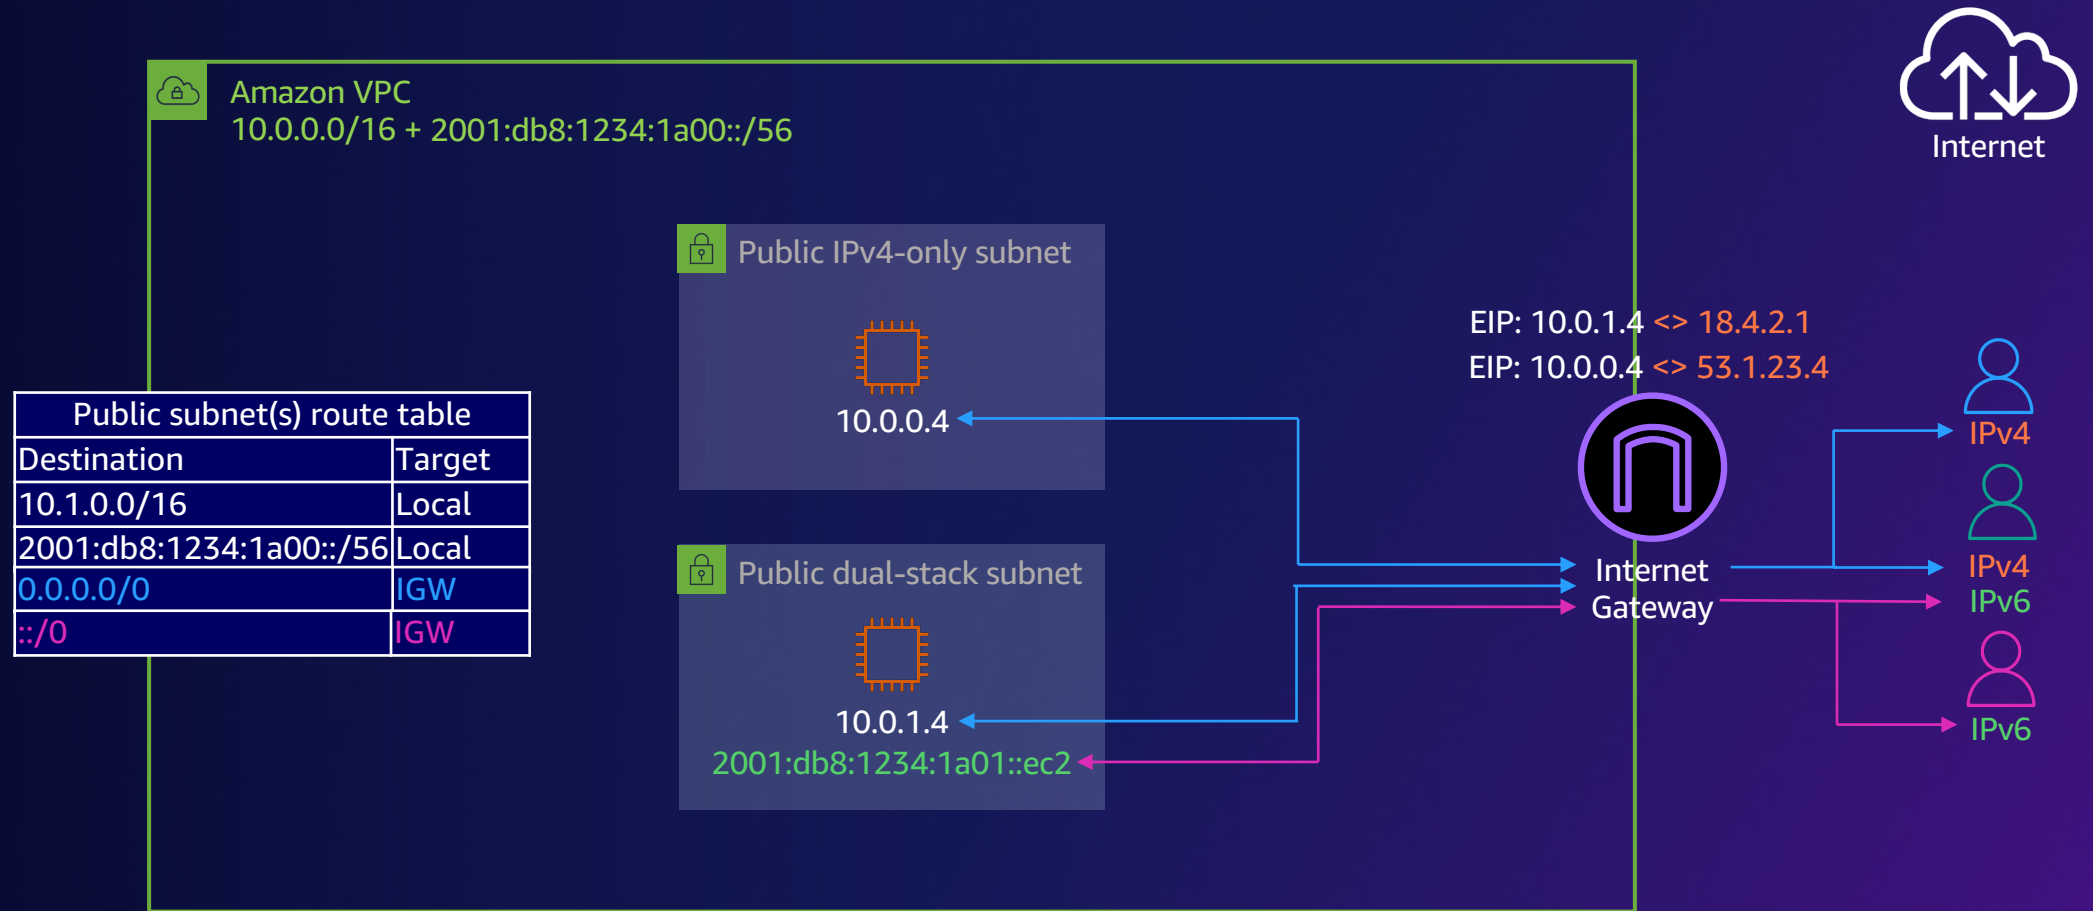 Internet
Amazon VPC
10.0.0.0/16 + 2001:db8:1234:1a00::/56
Public IPv4-only subnet
10.0.0.4
Public dual-stack subnet
10.0.1.4
2001:db8:1234:1a01::ec2
Public subnet(s) route table
Destination Target
10.1.0.0/16 Local
2001:db8:1234:1a00::/56 Local
0.0.0.0/0 IGW
::/0 IGW
EIP: 10.0.1.4 <> 18.4.2.1
EIP: 10.0.0.4 <> 53.1.23.4
Internet
Gateway
IPv4
IPv4
IPv6
IPv6